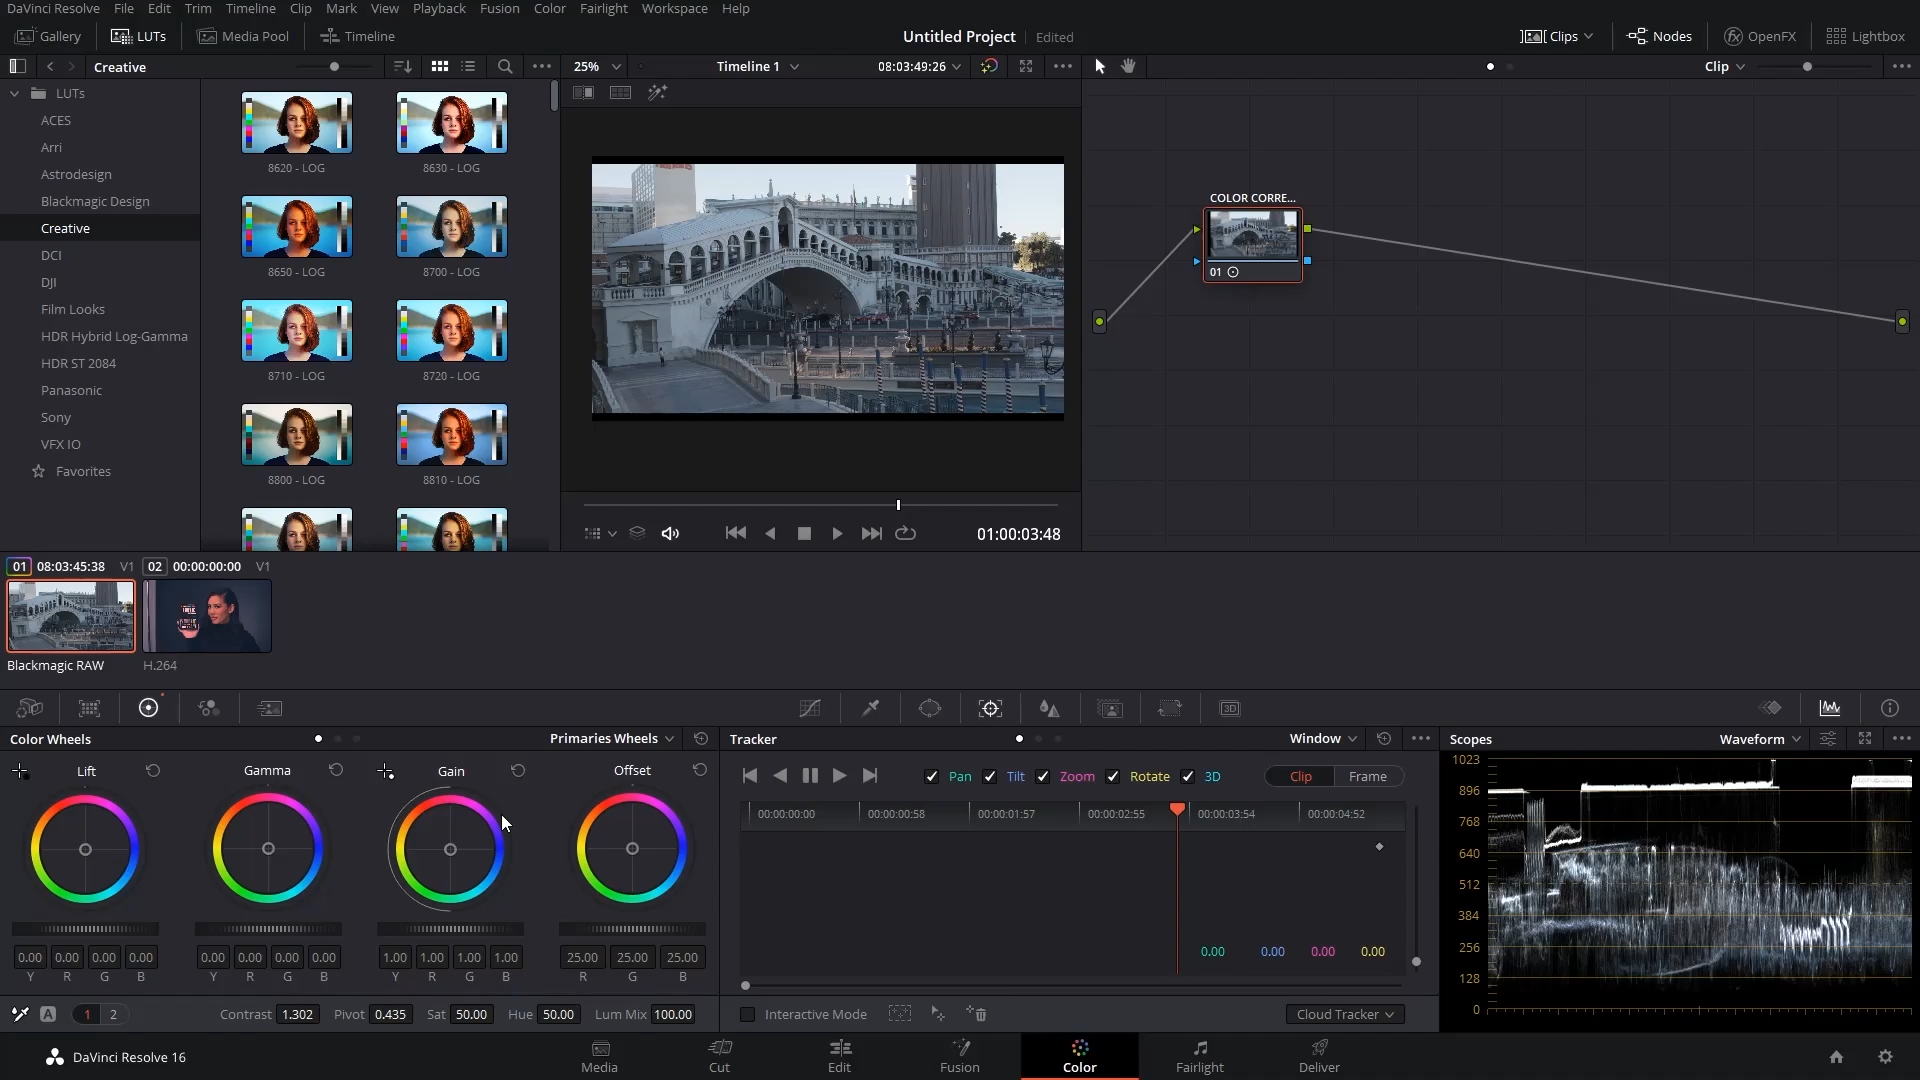 DaVinci Resolve File Edit Trim Timeline Clip Mark View Playback Fusion Color Fairlight Workspace Help
Gallery LUTs Media Pool Timeline Untitled Project Edited Clips Nodes OpenFX Lightbox
Creative 25% Timeline 1 08:03:49:26 Clip
LUTs
ACES
Arri
Astrodesign
Blackmagic Design
Creative
DCI
DJI
Film Looks
HDR Hybrid Log-Gamma
HDR ST 2084
Panasonic
Sony
VFX IO
Favorites
8620 - LOG 8630 - LOG
8650 - LOG 8700 - LOG
8710 - LOG 8720 - LOG
8800 - LOG 8810 - LOG
01:00:03:48
COLOR CORRE...
01
01 08:03:45:38 V1 02 00:00:00:00 V1
Blackmagic RAW H.264
3D
Color Wheels Primaries Wheels
Lift Gamma Gain Offset
0.00 0.00 0.00 0.00 0.00 0.00 0.00 0.00 1.00 1.00 1.00 1.00 25.00 25.00 25.00
Y R G B Y R G B Y R G B R G B
A 1 2 Contrast 1.302 Pivot 0.435 Sat 50.00 Hue 50.00 Lum Mix 100.00
Tracker Window
Pan Tilt Zoom Rotate 3D Clip Frame
00:00:00:00 00:00:00:58 00:00:01:57 00:00:02:55 00:00:03:54 00:00:04:52
0.00 0.00 0.00 0.00
Interactive Mode Cloud Tracker
Scopes Waveform
1023
896
768
640
512
384
256
128
0
DaVinci Resolve 16 Media Cut Edit Fusion Color Fairlight Deliver